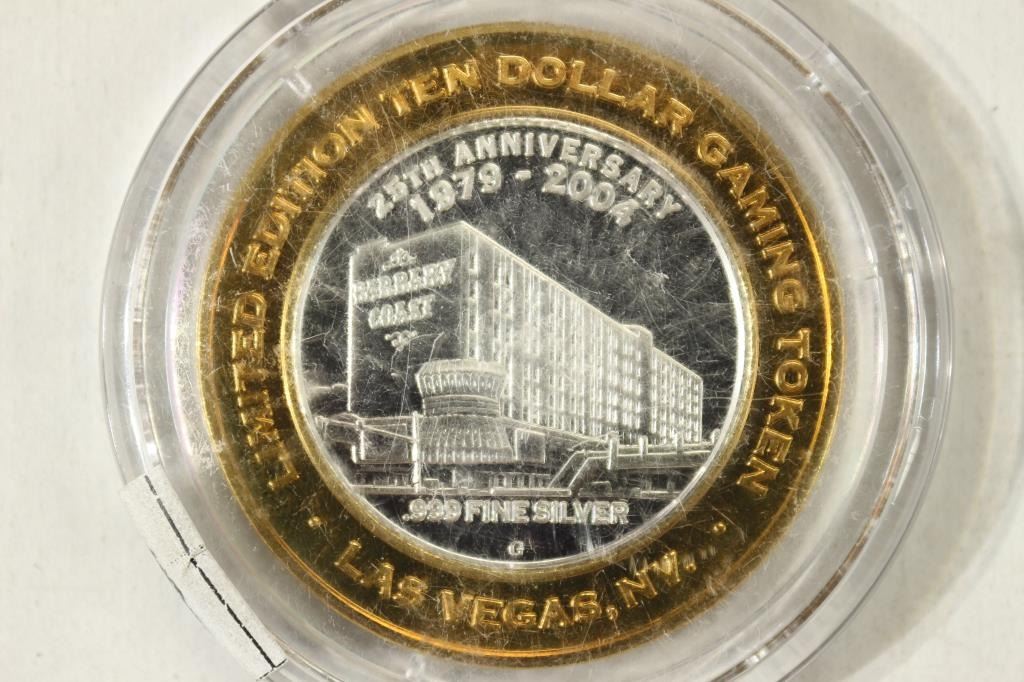 LIMITED EDITION TEN DOLLAR GAMING TOKEN
25TH ANNIVERSARY
1979 - 2004
BARBARY
COAST
.999 FINE SILVER
G
· LAS VEGAS, NV. ·